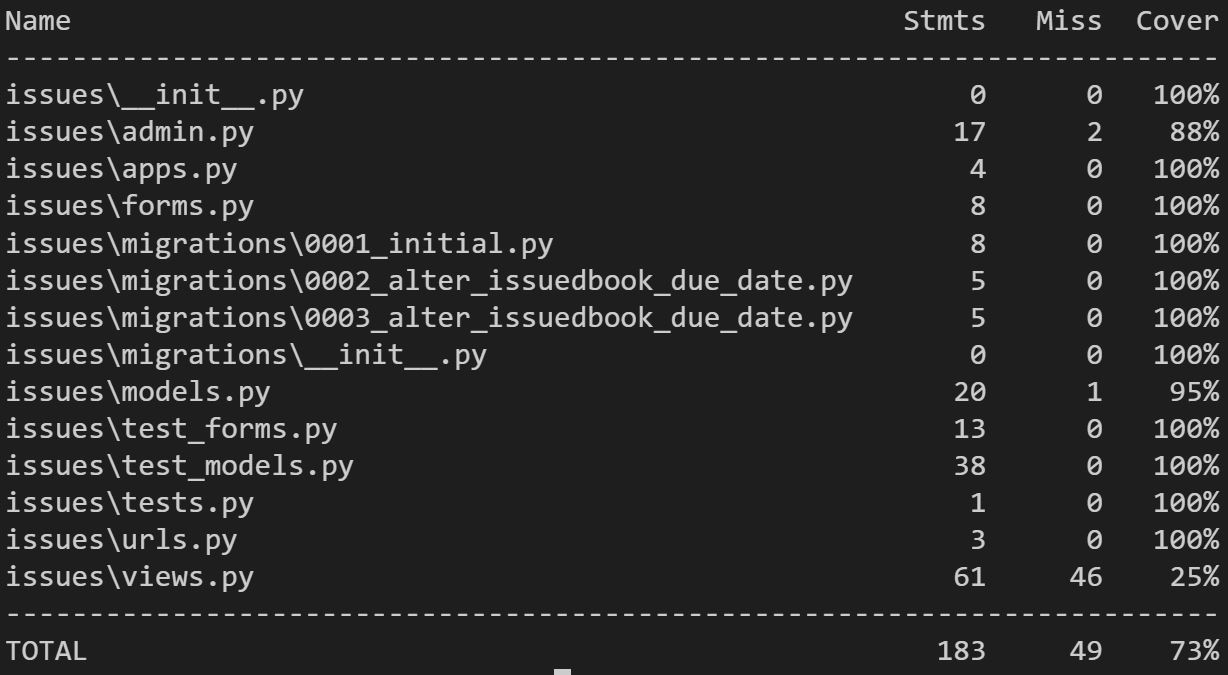 Name Stmts Miss Cover
-------------------------------------------------------------------------
issues\__init__.py 0 0 100%
issues\admin.py 17 2 88%
issues\apps.py 4 0 100%
issues\forms.py 8 0 100%
issues\migrations\0001_initial.py 8 0 100%
issues\migrations\0002_alter_issuedbook_due_date.py 5 0 100%
issues\migrations\0003_alter_issuedbook_due_date.py 5 0 100%
issues\migrations\__init__.py 0 0 100%
issues\models.py 20 1 95%
issues\test_forms.py 13 0 100%
issues\test_models.py 38 0 100%
issues\tests.py 1 0 100%
issues\urls.py 3 0 100%
issues\views.py 61 46 25%
-------------------------------------------------------------------------
TOTAL 183 49 73%